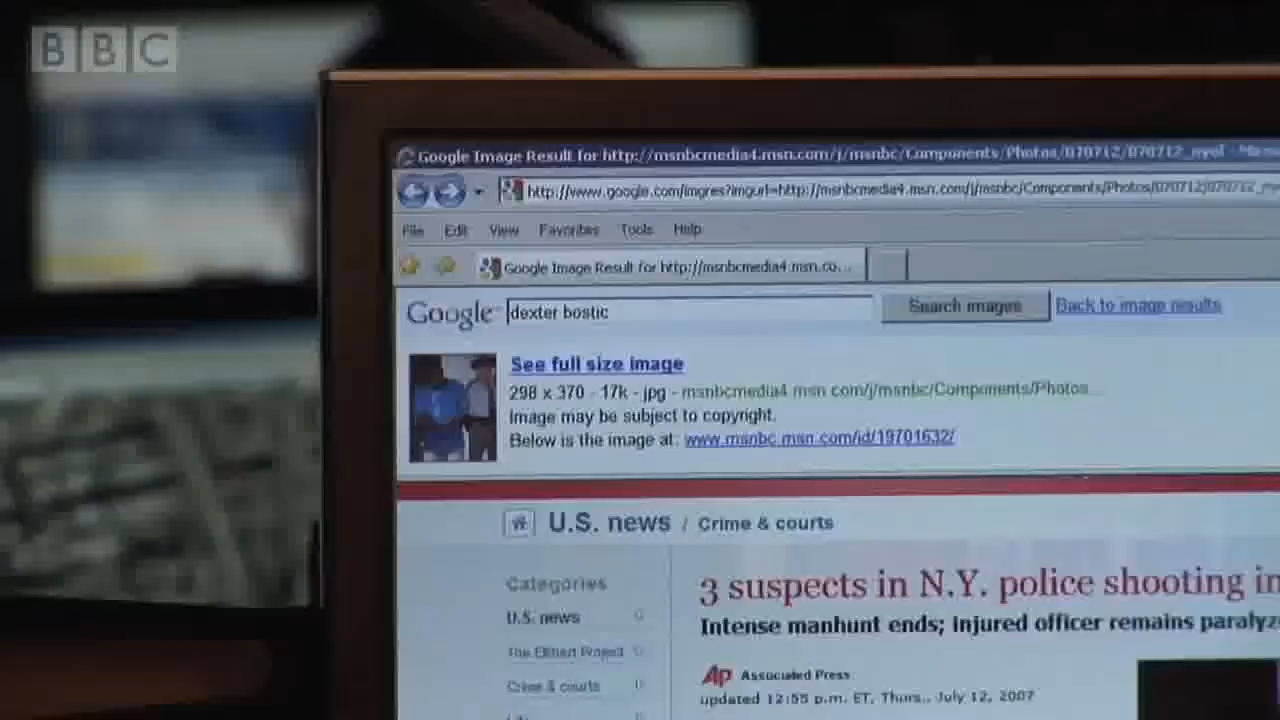 BBC
Google Image Result for http://msnbcmedia4.msn.com/j/msnbc/Components/Photos/070712/070712_nypd -
http://www.google.com/imgres?imgurl=http://msnbcmedia4.msn.com/j/msnbc/Components/Photos/070712/070712_
File Edit View Favorites Tools Help
Google Image Result for http://msnbcmedia4.msn.co...
Google dexter bostic Search images Back to image results
See full size image
298 x 370 - 17k - jpg - msnbcmedia4.msn.com/j/msnbc/Components/Photos...
Image may be subject to copyright.
Below is the image at: www.msnbc.msn.com/id/19701632/
U.S. news / Crime & courts
Categories
3 suspects in N.Y. police shooting in
U.S. news
Intense manhunt ends; injured officer remains paralyz
The Elkhart Project
AP Associated Press
Crime & courts
updated 12:55 p.m. ET, Thurs., July 12, 2007